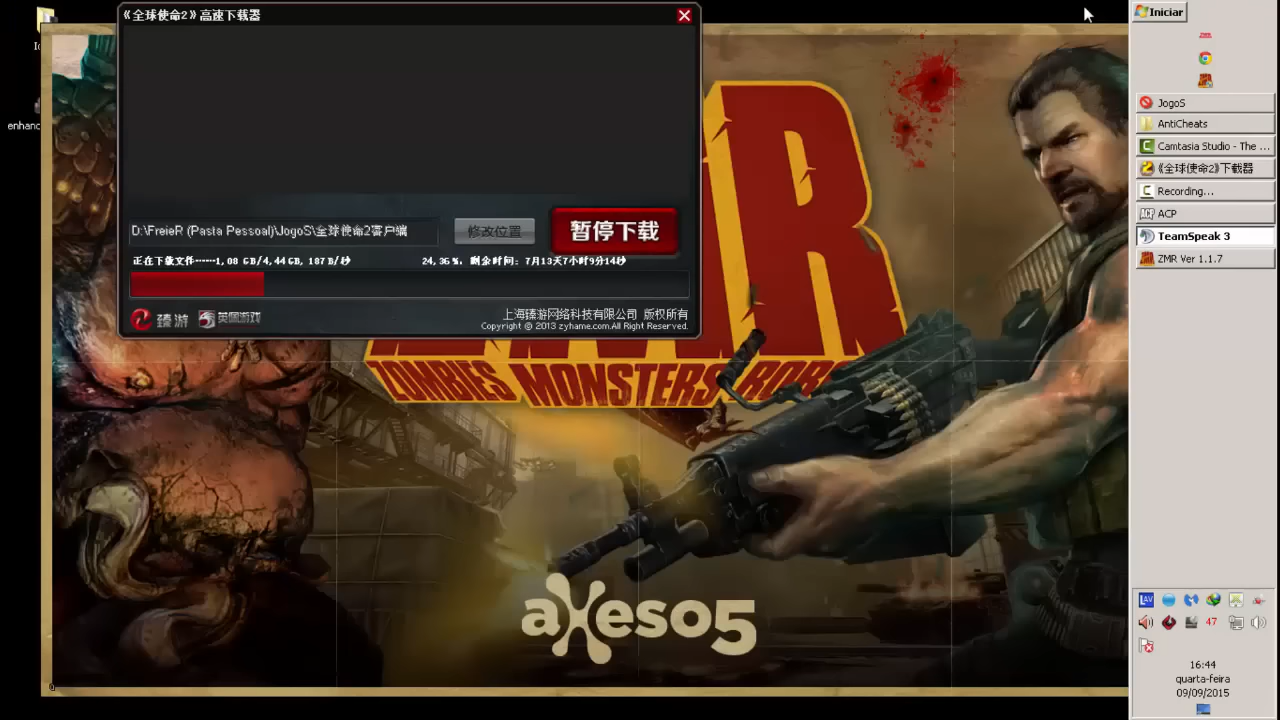 《全球使命2》高速下载器
D:\FreieR (Pasta Pessoal)\JogoS\全球使命2客户端
修改位置
暂停下载
正在下载文件……1,08 GB/4,44 GB, 187 B/秒
24,36 %, 剩余时间: 7月13天7小时9分14秒
臻游
英佩游戏
上海臻游网络科技有限公司 版权所有
Copyright @ 2013 zyhame.com.All Right Reserved.
enhanc
ZOMBIES MONSTERS ROB
axeso5
Iniciar
JogoS
AntiCheats
Camtasia Studio - The ...
《全球使命2》下载器
Recording...
ACP
TeamSpeak 3
ZMR Ver 1.1.7
LAV
47
16:44
quarta-feira
09/09/2015